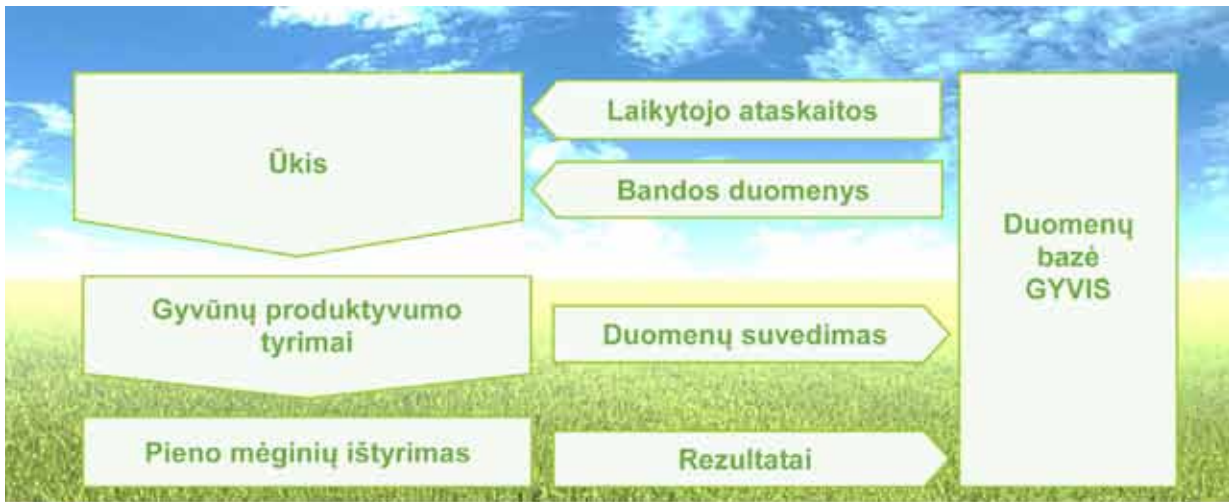 Ūkis
Laikytojo ataskaitos
Bandos duomenys
Duomenų
bazė
GYVIS
Gyvūnų produktyvumo
tyrimai
Duomenų suvedimas
Pieno mėginių ištyrimas
Rezultatai